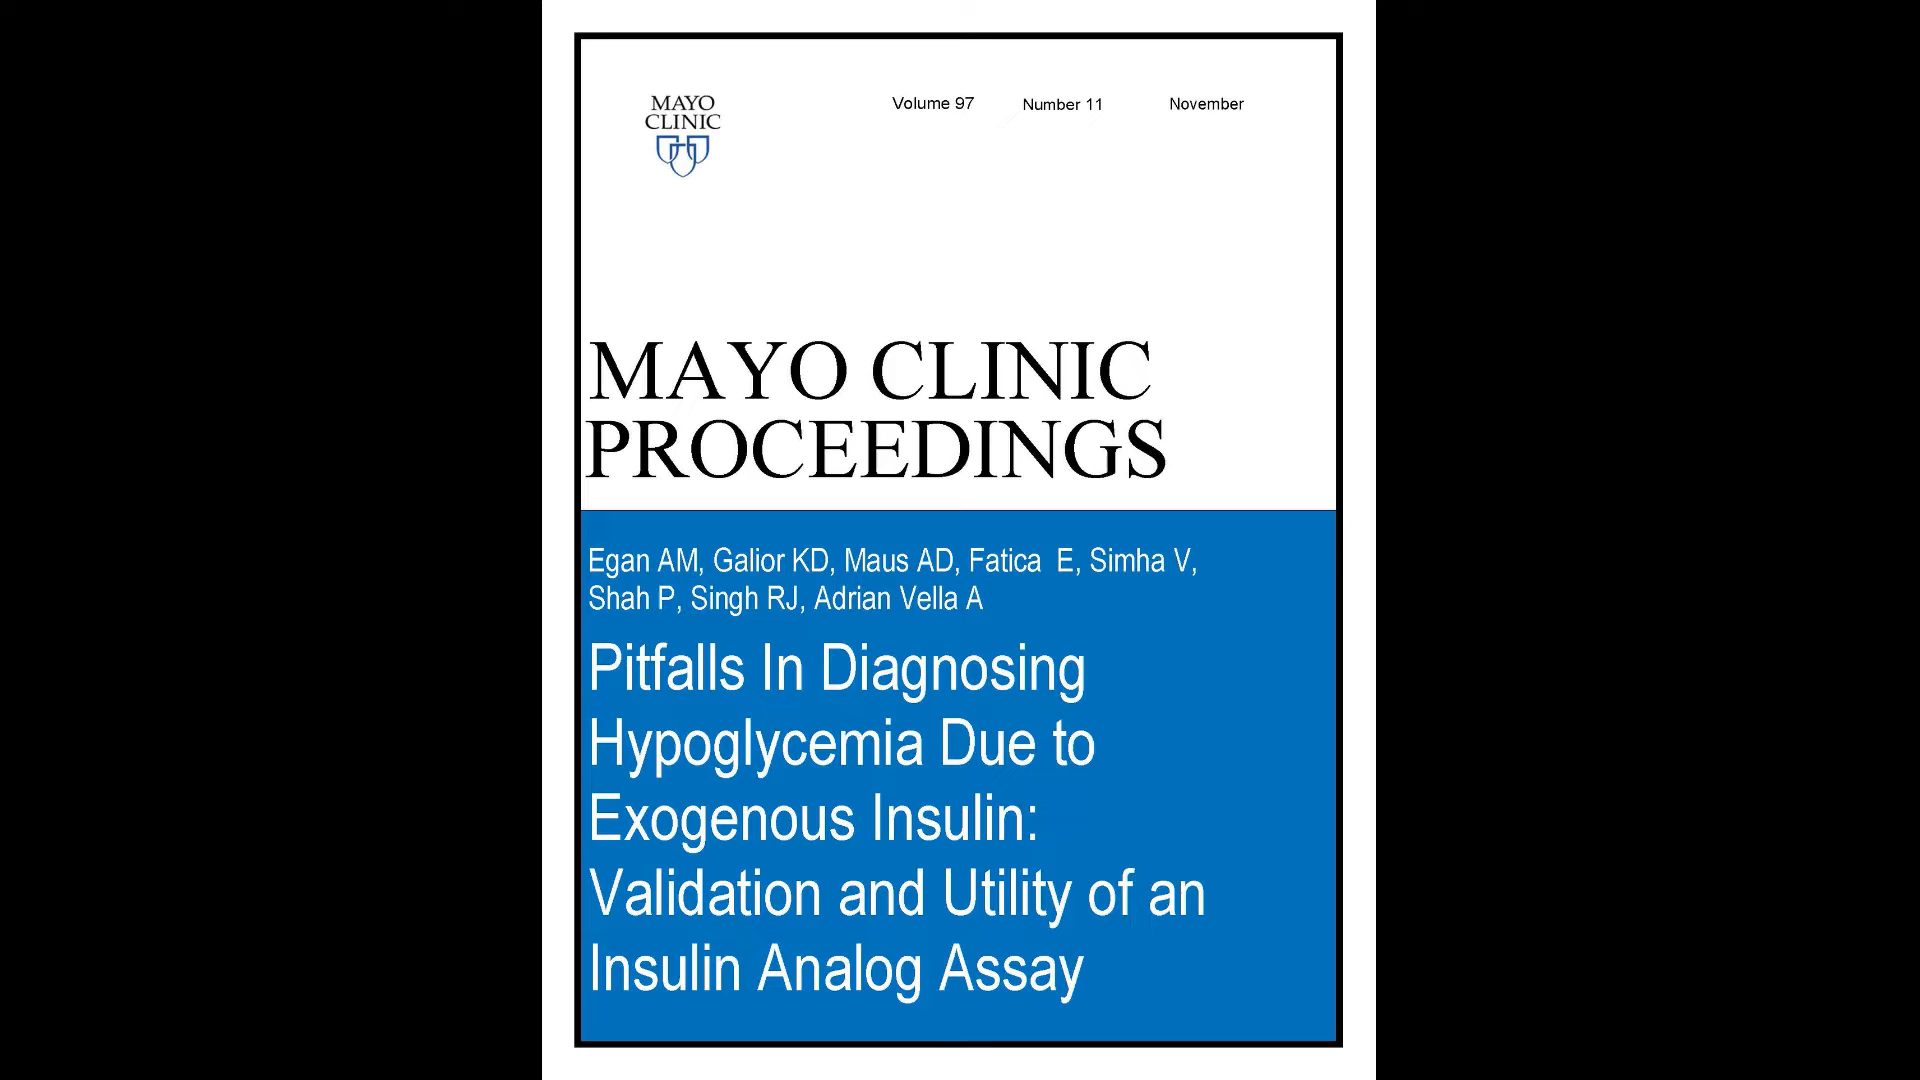 MAYO
CLINIC
Volume 97 Number 11 November
MAYO CLINIC
PROCEEDINGS
Egan AM, Galior KD, Maus AD, Fatica E, Simha V,
Shah P, Singh RJ, Adrian Vella A
Pitfalls In Diagnosing
Hypoglycemia Due to
Exogenous Insulin:
Validation and Utility of an
Insulin Analog Assay